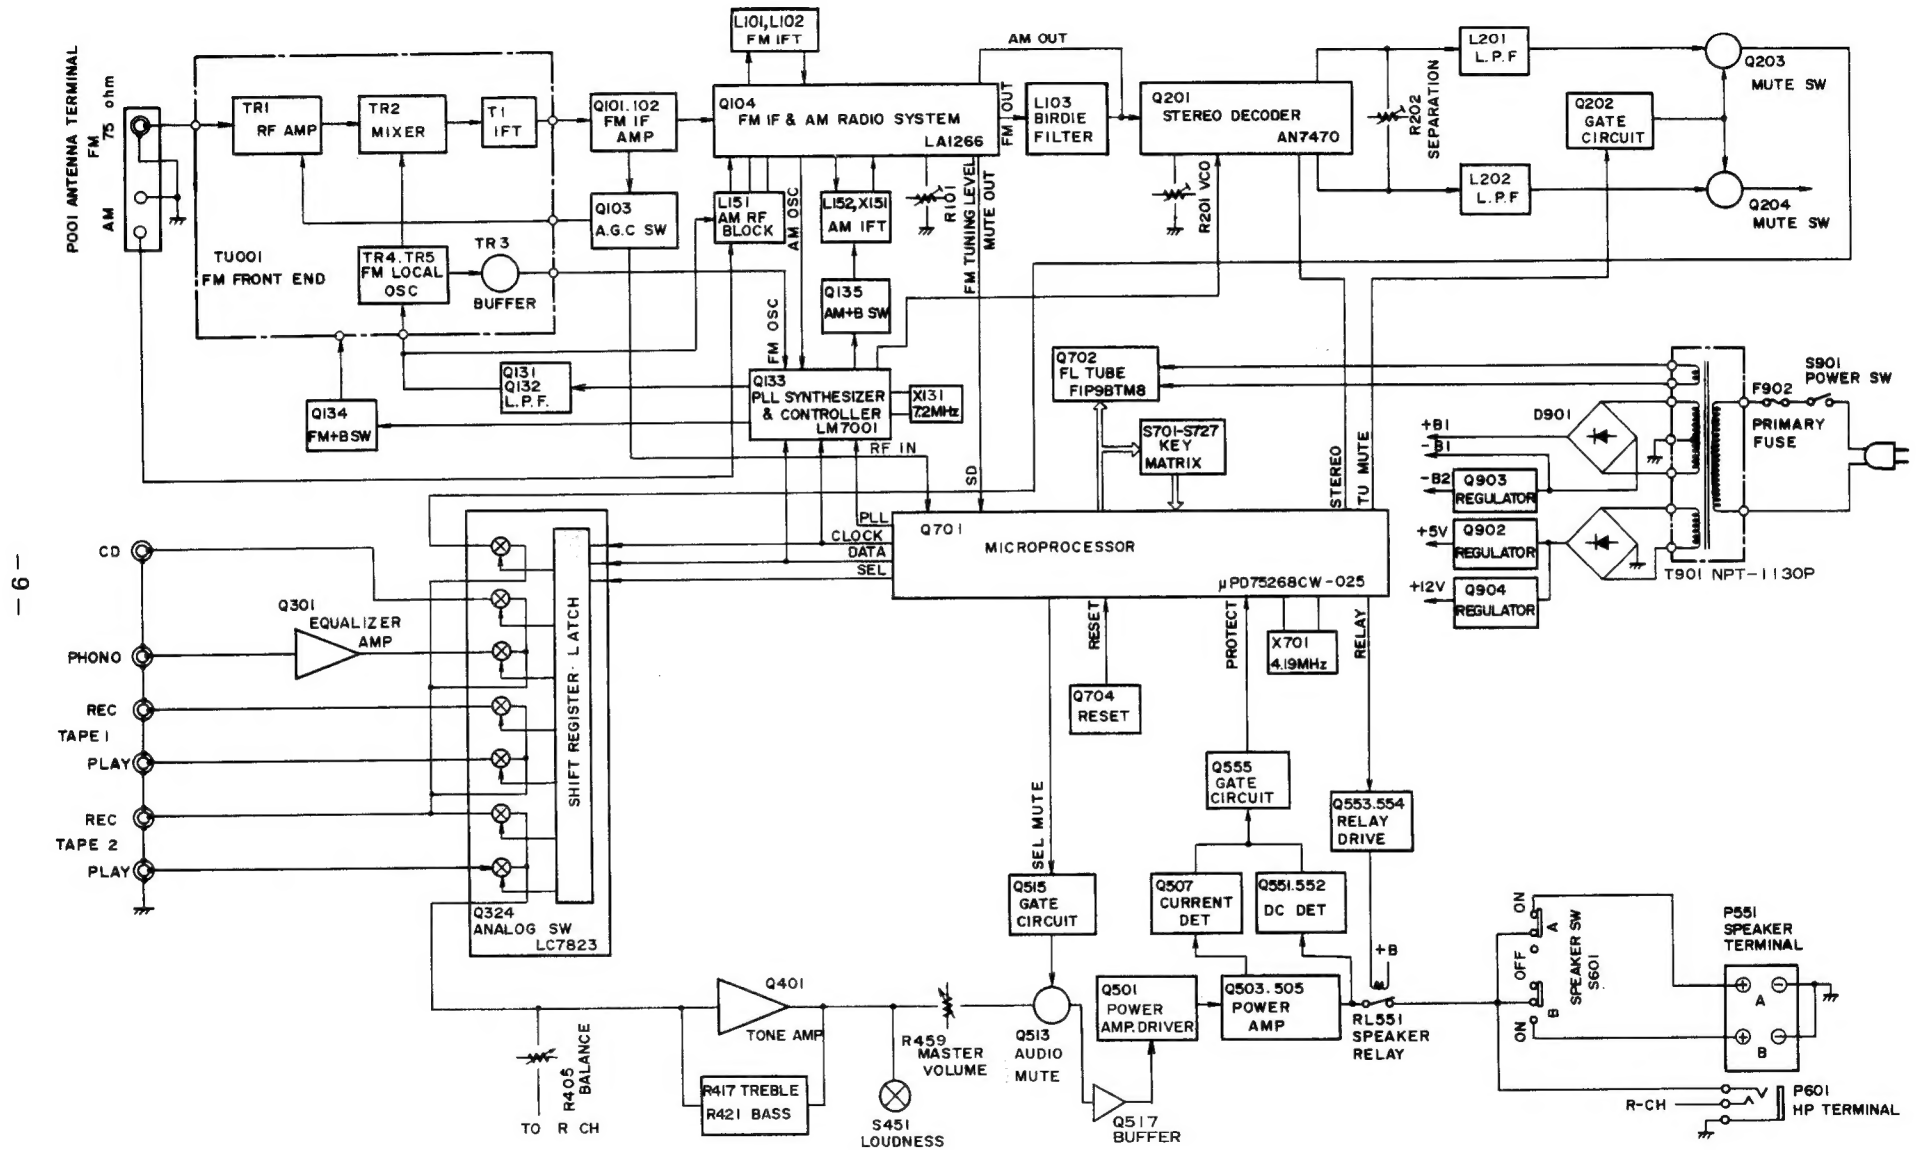 P001 ANTENNA TERMINAL
FM
75 ohm
AM
TR1
RF AMP
TR2
MIXER
T1
IFT
TR4.TR5
FM LOCAL
OSC
TR3
BUFFER
TU001
FM FRONT END
Q101.102
FM IF
AMP
Q103
A.G.C SW
L101,L102
FM IFT
Q104
FM IF & AM RADIO SYSTEM
LA1266
AM OUT
FM OUT
L103
BIRDIE
FILTER
Q201
STEREO DECODER
AN7470
R201 VCO
R202
SEPARATION
L201
L.P.F
L202
L.P.F
Q202
GATE
CIRCUIT
Q203
MUTE SW
Q204
MUTE SW
L151
AM RF
BLOCK
AM OSC
L152,X151
AM IFT
R101
FM TUNING LEVEL
MUTE OUT
Q135
AM+B SW
FM OSC
Q131
Q132
L.P.F.
Q134
FM+B SW
Q133
PLL SYNTHESIZER
& CONTROLLER
LM7001
X131
7.2MHz
RF IN
SD
Q702
FL TUBE
FIP9BTM8
S701-S727
KEY
MATRIX
STEREO
TU MUTE
D901
F902
S901
POWER SW
PRIMARY
FUSE
+B1
-B1
-B2
Q903
REGULATOR
+5V
Q902
REGULATOR
+12V
Q904
REGULATOR
T901 NPT-1130P
PLL
CLOCK
DATA
SEL
Q701
MICROPROCESSOR
µPD75268CW-025
- 6 -
CD
PHONO
REC
TAPE 1
PLAY
REC
TAPE 2
PLAY
Q301
EQUALIZER
AMP
SHIFT REGISTER · LATCH
Q324
ANALOG SW
LC7823
RESET
Q704
RESET
PROTECT
X701
4.19MHz
RELAY
SEL MUTE
Q555
GATE
CIRCUIT
Q553.554
RELAY
DRIVE
Q515
GATE
CIRCUIT
Q507
CURRENT
DET
Q551.552
DC DET
+B
Q401
TONE AMP
R405
BALANCE
TO R CH
R417 TREBLE
R421 BASS
S451
LOUDNESS
R459
MASTER
VOLUME
Q513
AUDIO
MUTE
Q517
BUFFER
Q501
POWER
AMP.DRIVER
Q503.505
POWER
AMP
RL551
SPEAKER
RELAY
ON
A
OFF
B
ON
SPEAKER SW
S601
P551
SPEAKER
TERMINAL
A
B
P601
HP TERMINAL
R-CH